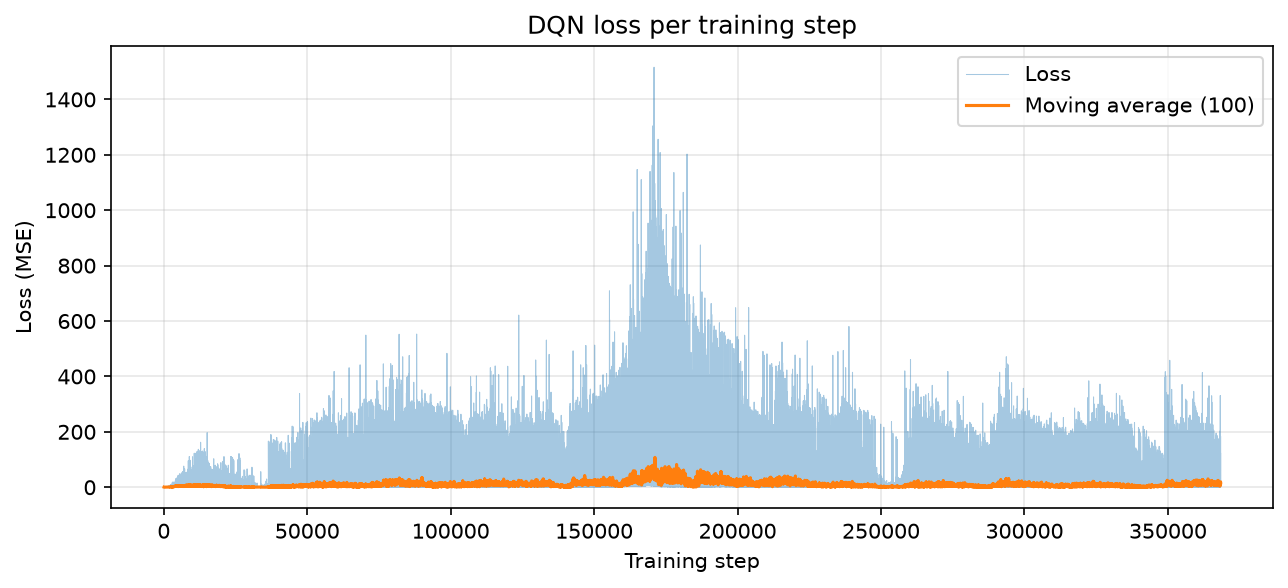 DQN loss per training step
Loss
Moving average (100)
Loss (MSE)
1400
1200
1000
800
600
400
200
0
0 50000 100000 150000 200000 250000 300000 350000
Training step